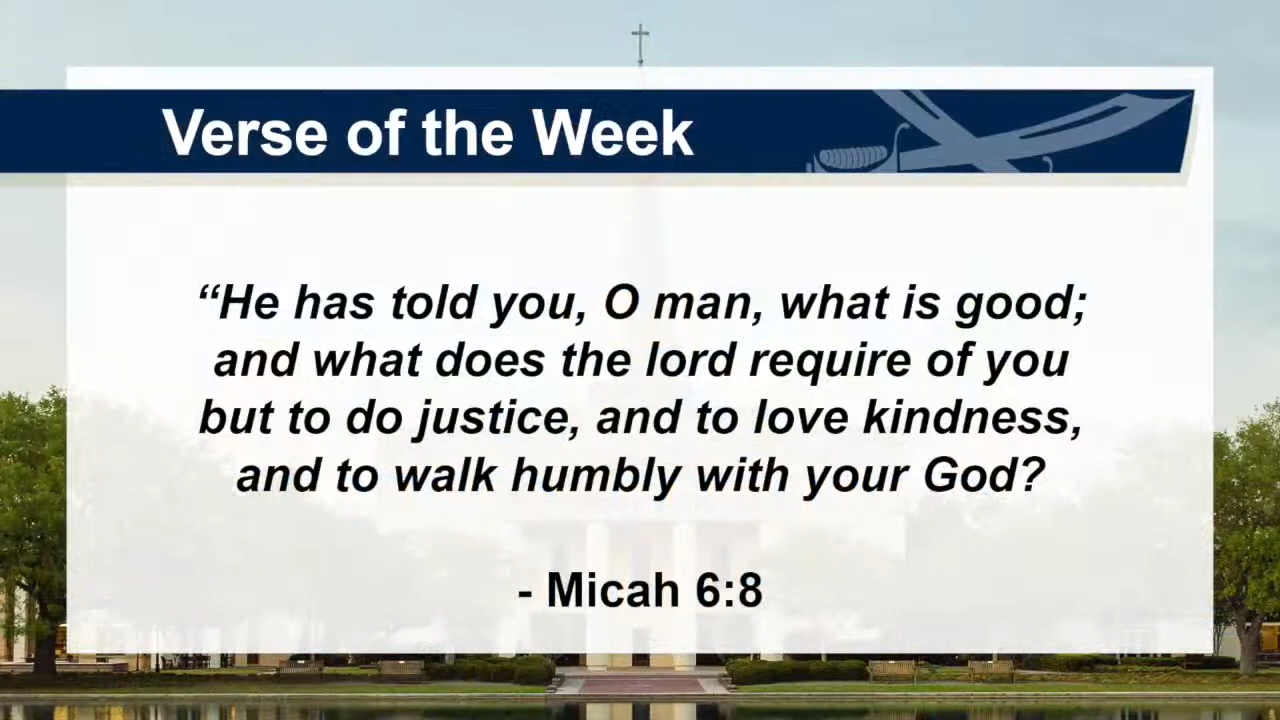 Verse of the Week
“He has told you, O man, what is good;
and what does the lord require of you
but to do justice, and to love kindness,
and to walk humbly with your God?
- Micah 6:8